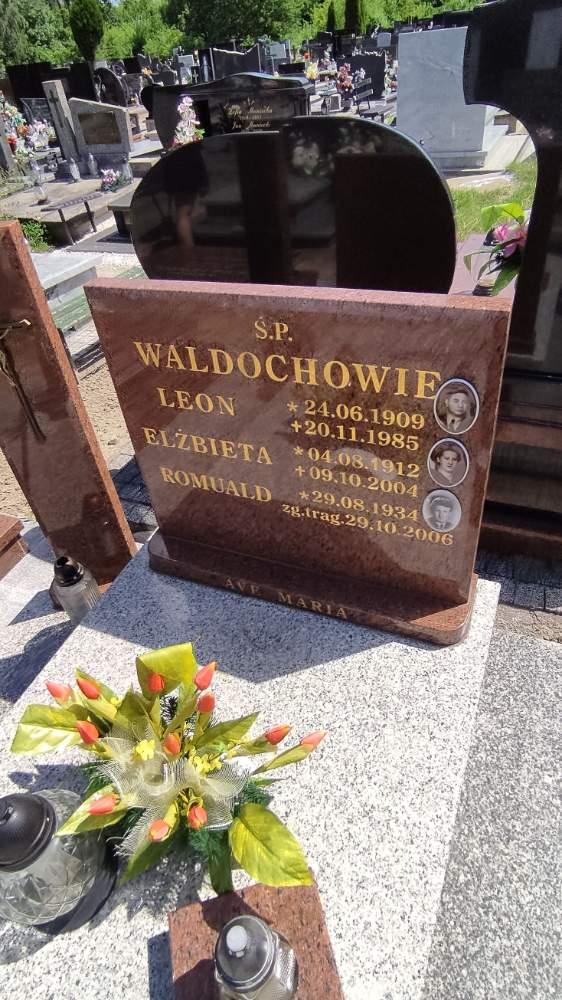 Ś.P.
WALDOCHOWIE
LEON * 24.06.1909
+ 20.11.1985
ELŻBIETA * 04.08.1912
+ 09.10.2004
ROMUALD * 29.08.1934
zg.trag.29.10.2006
AVE MARIA